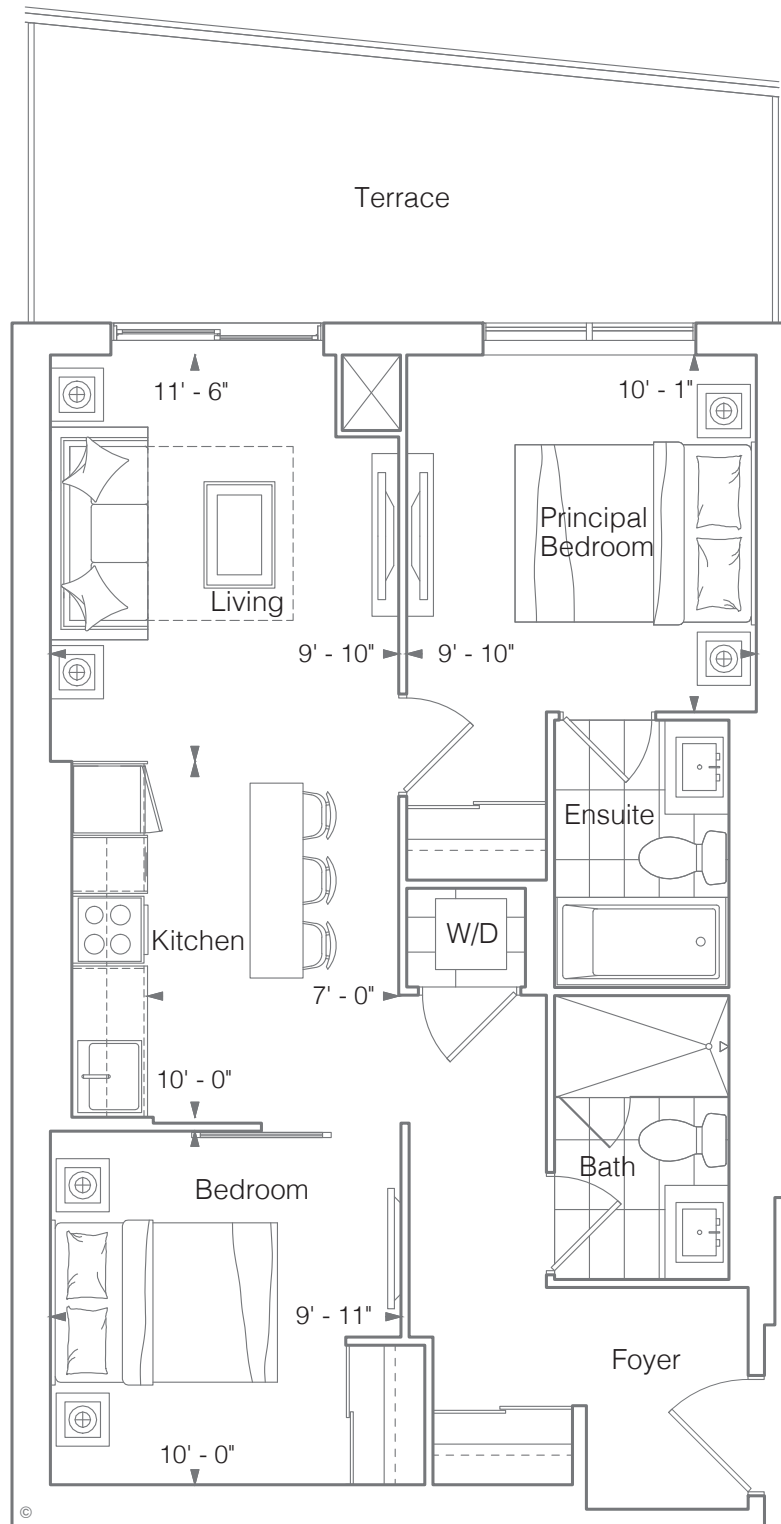 Terrace
11' - 6"
10' - 1"
Principal
Bedroom
Living
9' - 10"
9' - 10"
Ensuite
W/D
Kitchen
7' - 0"
10' - 0"
Bath
Bedroom
9' - 11"
Foyer
10' - 0"
©